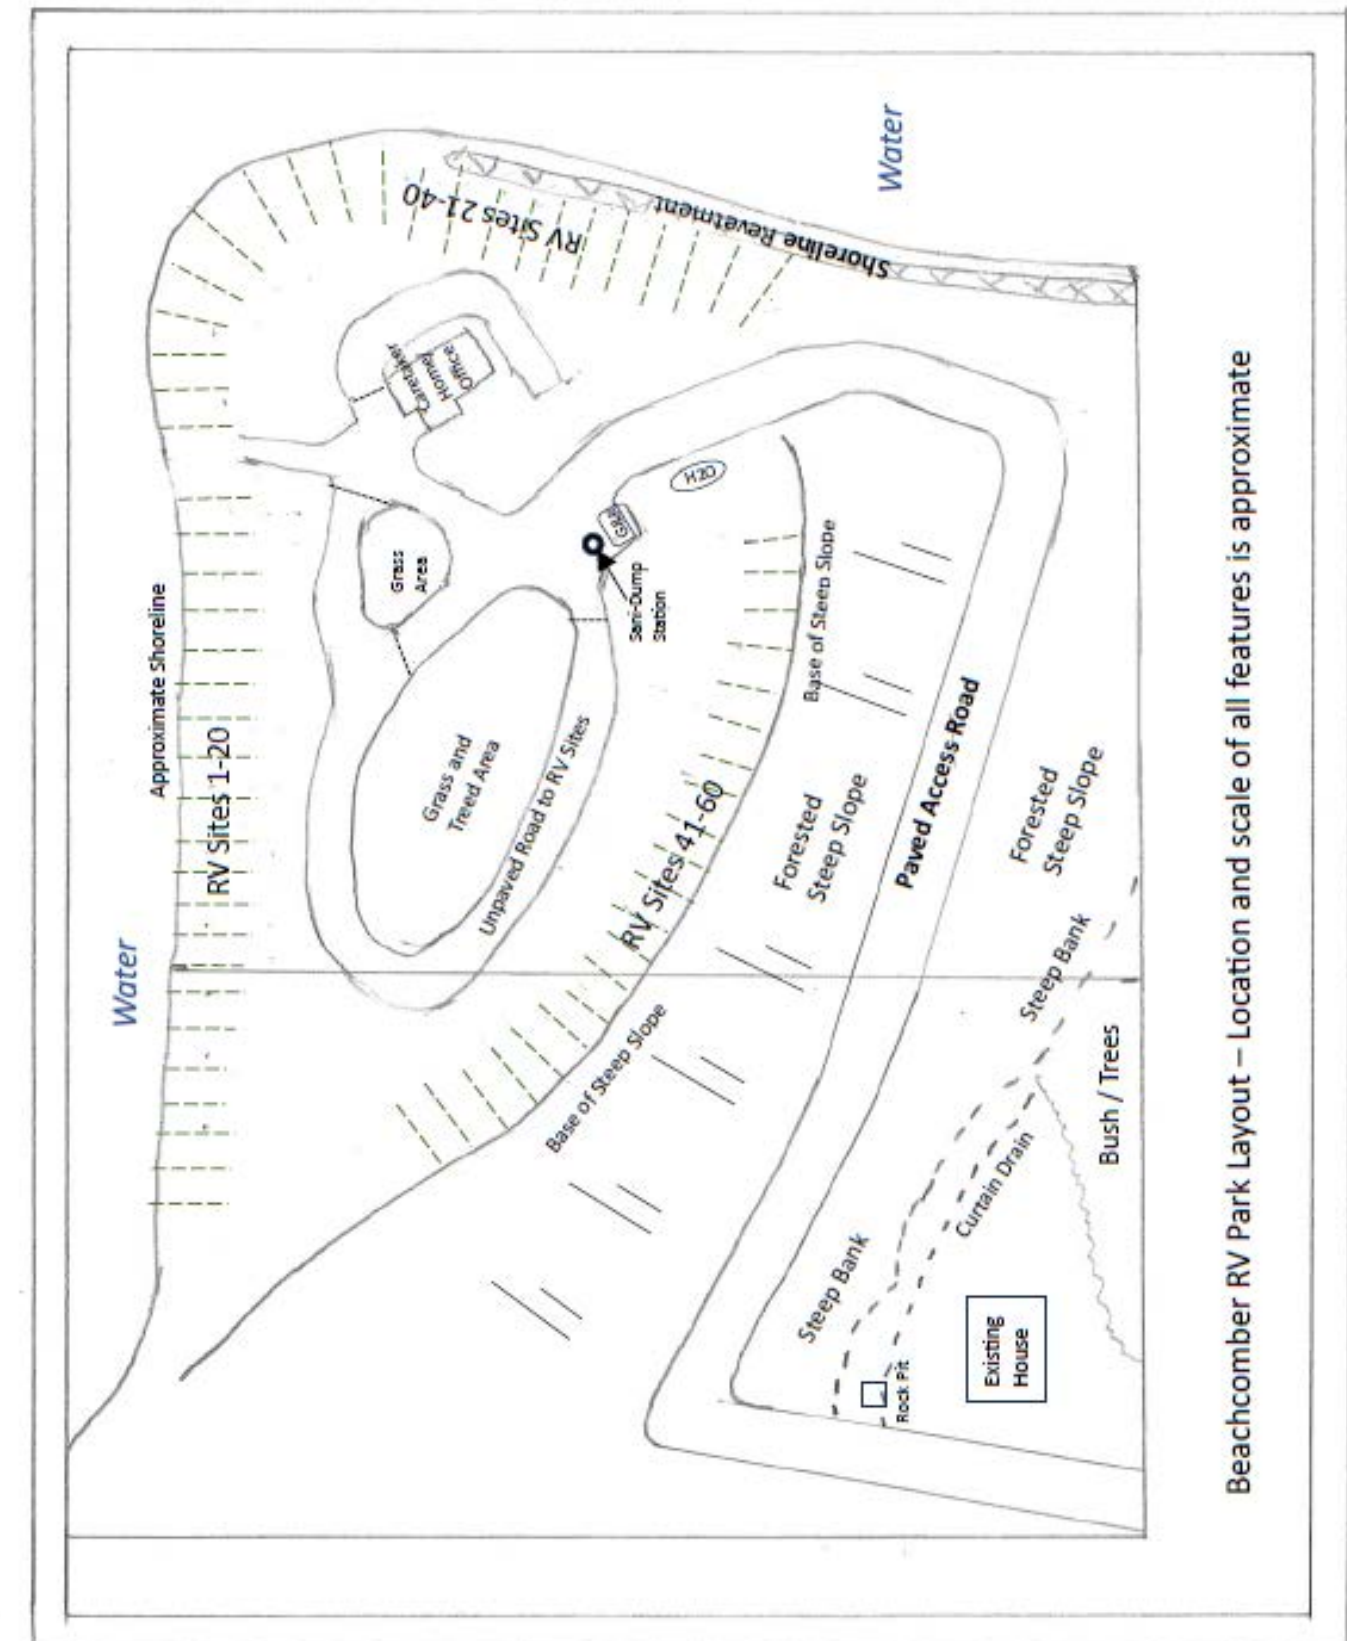 Water
Approximate Shoreline
RV Sites 1-20
RV Sites 21-40
Shoreline Revetment
Water
Caretaker
Home/
Office
Grass
Area
Grass and
Treed Area
Unpaved Road to RV Sites
H20
Sani-Dump
Station
RV Sites 41-60
Base of Steep Slope
Base of Steep Slope
Forested
Steep Slope
Paved Access Road
Forested
Steep Slope
Steep Bank
Steep Bank
Curtain Drain
Bush / Trees
Rock Pit
Existing
House
Beachcomber RV Park Layout – Location and scale of all features is approximate